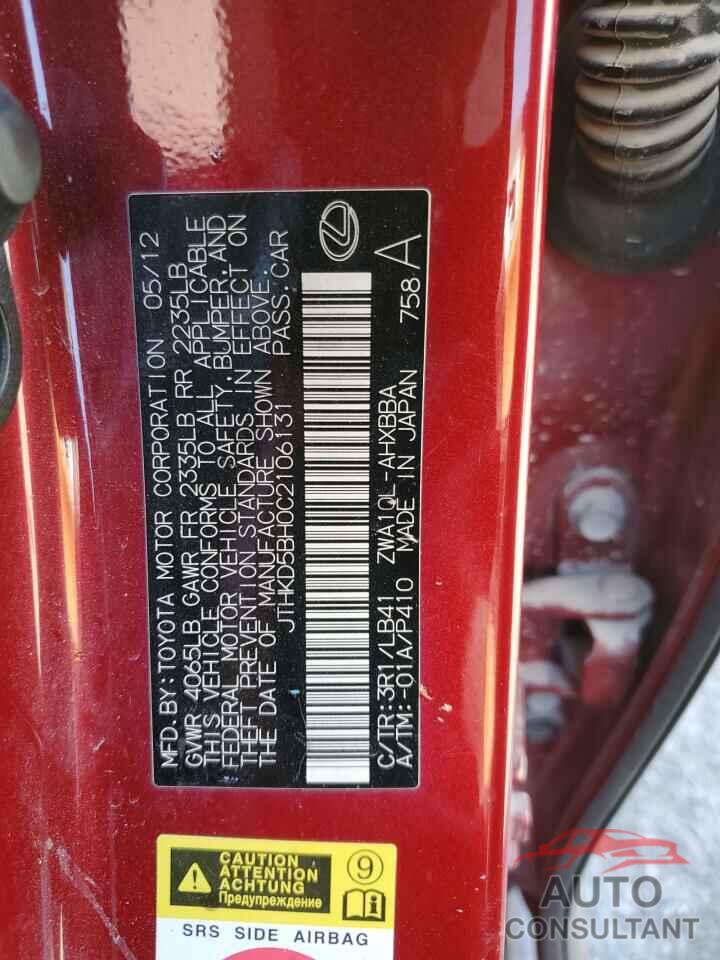 MFD.BY:TOYOTA MOTOR CORPORATION 05/12
GVWR 4065LB GAWR FR 2335LB RR 2235LB
THIS VEHICLE CONFORMS TO ALL APPLICABLE
FEDERAL MOTOR VEHICLE SAFETY, BUMPER, AND
THEFT PREVENTION STANDARDS IN EFFECT ON
THE DATE OF MANUFACTURE SHOWN ABOVE.
JTHKD5BH0C2106131 PASS.CAR
C/TR:3R1/LB41 ZWA10L-AHXBBA
A/TM:-01A/P410 MADE IN JAPAN 758 A
CAUTION
ATTENTION
ACHTUNG
Предупреждение
9
SRS SIDE AIRBAG
AUTO
CONSULTANT